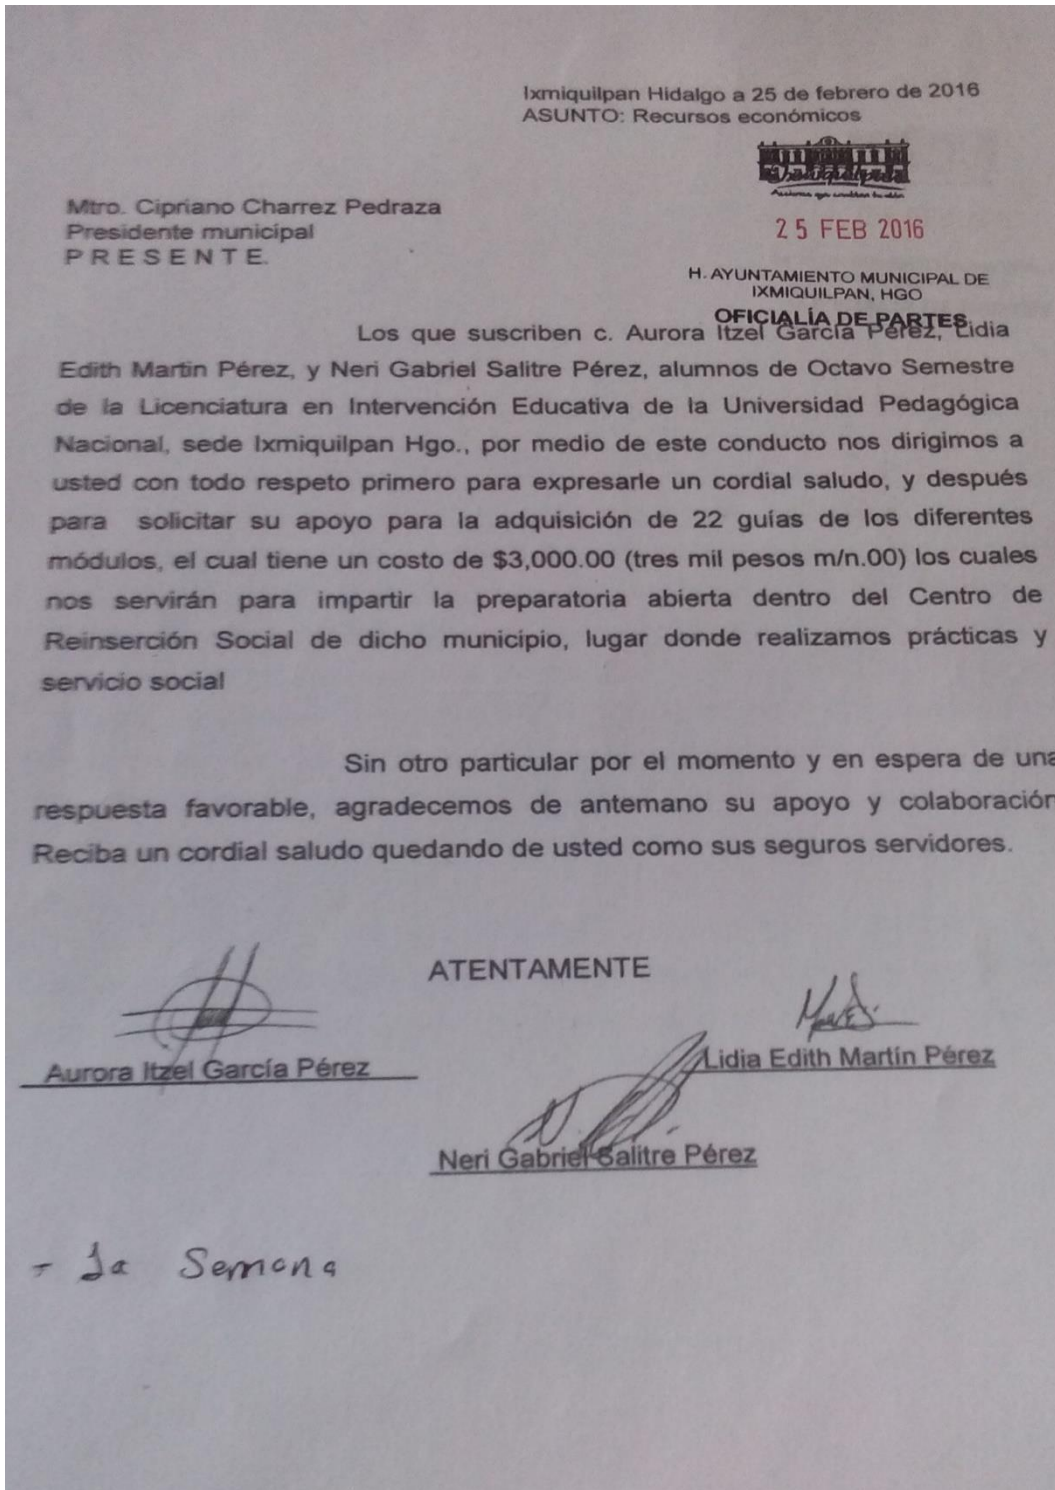 Ixmiquilpan Hidalgo a 25 de febrero de 2016
ASUNTO: Recursos económicos
Ixmiquilpan
25 FEB 2016
H. AYUNTAMIENTO MUNICIPAL DE
IXMIQUILPAN, HGO
OFICIALÍA DE PARTES
Mtro. Cipriano Charrez Pedraza
Presidente municipal
P R E S E N T E.
Los que suscriben c. Aurora Itzel García Pérez, Lidia
Edith Martin Pérez, y Neri Gabriel Salitre Pérez, alumnos de Octavo Semestre
de la Licenciatura en Intervención Educativa de la Universidad Pedagógica
Nacional, sede Ixmiquilpan Hgo., por medio de este conducto nos dirigimos a
usted con todo respeto primero para expresarle un cordial saludo, y después
para solicitar su apoyo para la adquisición de 22 guías de los diferentes
módulos, el cual tiene un costo de $3,000.00 (tres mil pesos m/n.00) los cuales
nos servirán para impartir la preparatoria abierta dentro del Centro de
Reinserción Social de dicho municipio, lugar donde realizamos prácticas y
servicio social
Sin otro particular por el momento y en espera de una
respuesta favorable, agradecemos de antemano su apoyo y colaboración
Reciba un cordial saludo quedando de usted como sus seguros servidores.
ATENTAMENTE
Aurora Itzel García Pérez
Lidia Edith Martín Pérez
Neri Gabriel Salitre Pérez
- 1a Semana